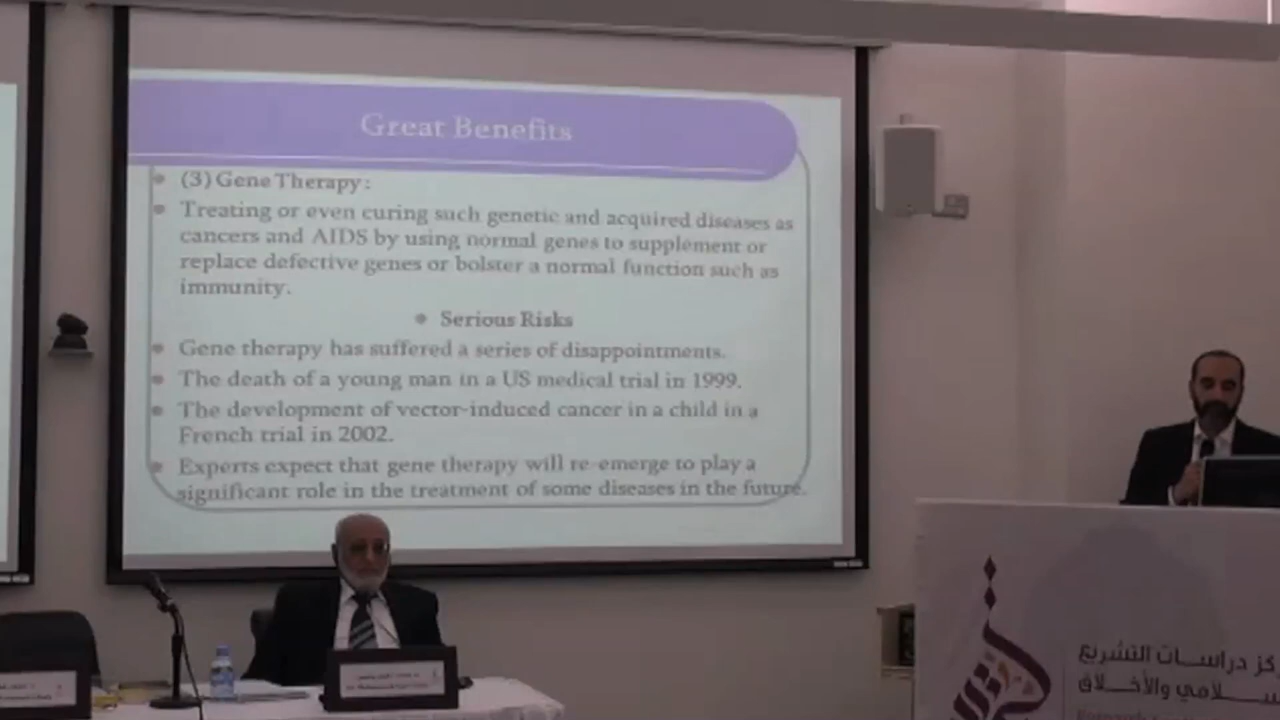 Great Benefits
(3) Gene Therapy:
Treating or even curing such genetic and acquired diseases as
cancers and AIDS by using normal genes to supplement or
replace defective genes or bolster a normal function such as
immunity.
Serious Risks
Gene therapy has suffered a series of disappointments.
The death of a young man in a US medical trial in 1999.
The development of vector-induced cancer in a child in a
French trial in 2002.
Experts expect that gene therapy will re-emerge to play a
significant role in the treatment of some diseases in the future.
كز دراسات التشريع
سلامي والأخلاق